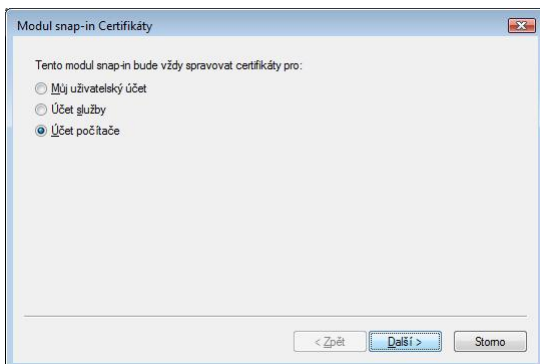 Modul snap-in Certifikáty
Tento modul snap-in bude vždy spravovat certifikáty pro:
Můj uživatelský účet
Účet služby
Účet počítače
< Zpět Další > Storno